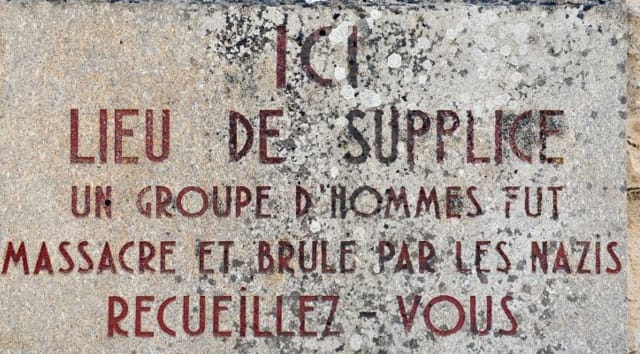 ICI
LIEU DE SUPPLICE
UN GROUPE D'HOMMES FUT
MASSACRE ET BRULE PAR LES NAZIS
RECUEILLEZ - VOUS